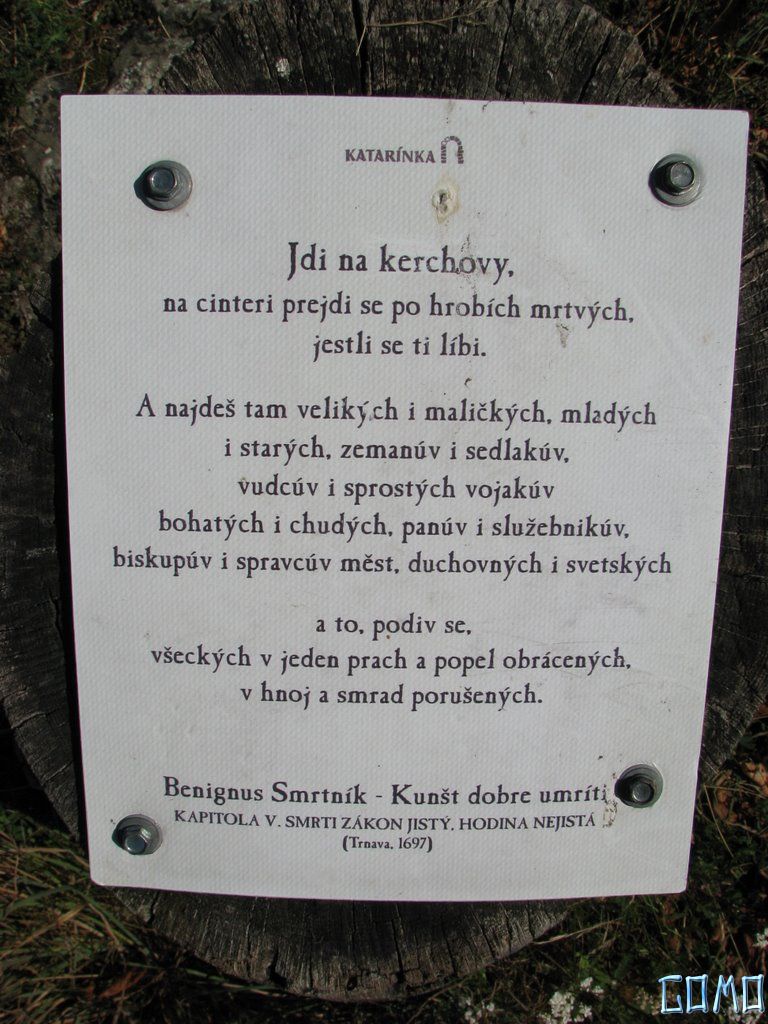 KATARÍNKA
Jdi na kerchovy,
na cinteri prejdi se po hrobích mrtvých,
jestli se ti líbi.
A najdeš tam velikých i maličkých, mladých
i starých, zemanúv i sedlakúv,
vudcúv i sprostých vojakúv
bohatých i chudých, panúv i služebnikúv,
biskupúv i spravcúv měst, duchovných i svetských
a to, podiv se,
všeckých v jeden prach a popel obrácených,
v hnoj a smrad porušených.
Benignus Smrtník - Kunšt dobre umríti
KAPITOLA V. SMRTI ZÁKON JISTÝ, HODINA NEJISTÁ
(Trnava, 1697)
GOMO